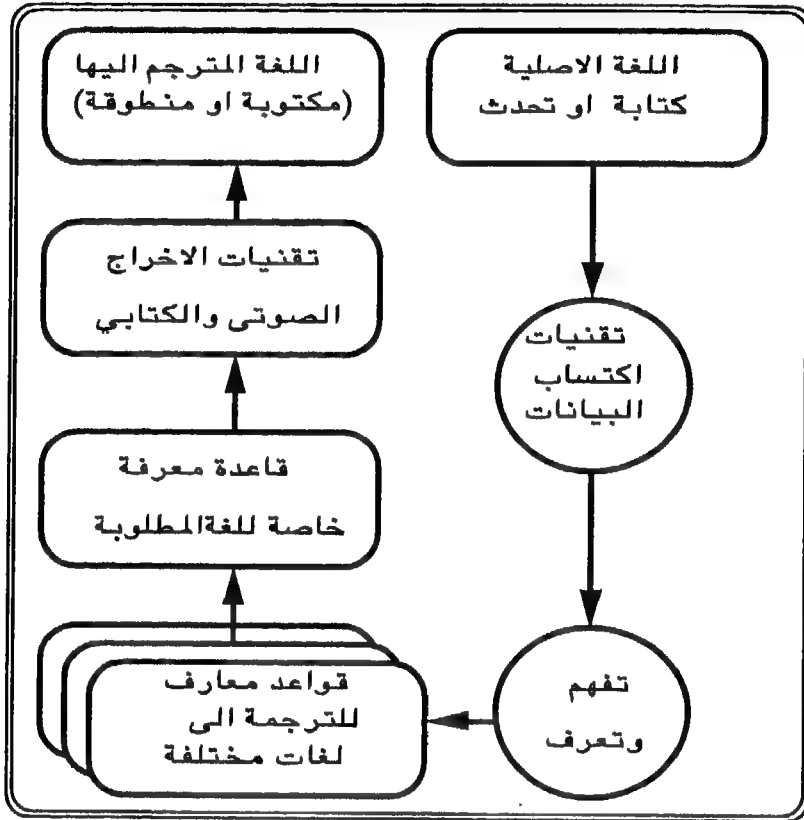 اللغة الاصلية
كتابة او تحدث
تقنيات
اكتساب
البيانات
تفهم
وتعرف
قواعد معارف
للترجمة الى
لغات مختلفة
قاعدة معرفة
خاصة للغةالمطلوبة
تقنيات الاخراج
الصوتى والكتابي
اللغة المترجم اليها
(مكتوبة او منطوقة)